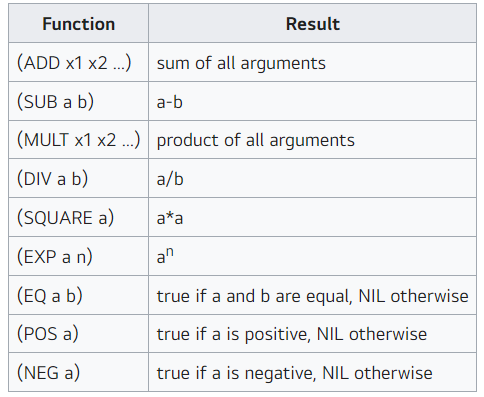 Function Result
(ADD x1 x2 ...) sum of all arguments
(SUB a b) a-b
(MULT x1 x2 ...) product of all arguments
(DIV a b) a/b
(SQUARE a) a*a
(EXP a n) aⁿ
(EQ a b) true if a and b are equal, NIL otherwise
(POS a) true if a is positive, NIL otherwise
(NEG a) true if a is negative, NIL otherwise